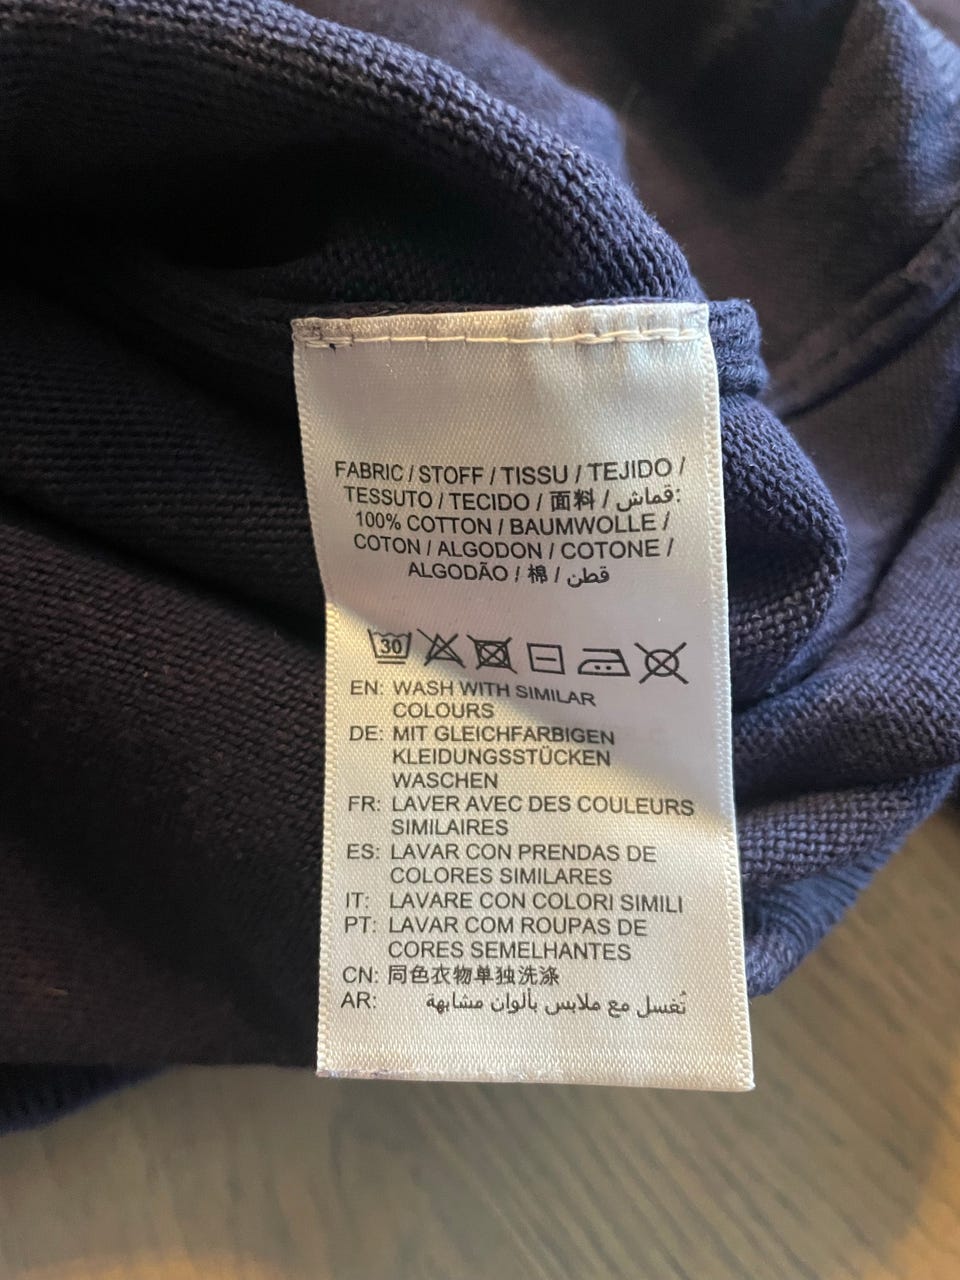 FABRIC / STOFF / TISSU / TEJIDO /
TESSUTO / TECIDO / 面料 / قماش:
100% COTTON / BAUMWOLLE /
COTON / ALGODON / COTONE /
ALGODÃO / 棉 / قطن
30
EN: WASH WITH SIMILAR
COLOURS
DE: MIT GLEICHFARBIGEN
KLEIDUNGSSTÜCKEN
WASCHEN
FR: LAVER AVEC DES COULEURS
SIMILAIRES
ES: LAVAR CON PRENDAS DE
COLORES SIMILARES
IT: LAVARE CON COLORI SIMILI
PT: LAVAR COM ROUPAS DE
CORES SEMELHANTES
CN: 同色衣物单独洗涤
AR: تُغسل مع ملابس بألوان مشابهة